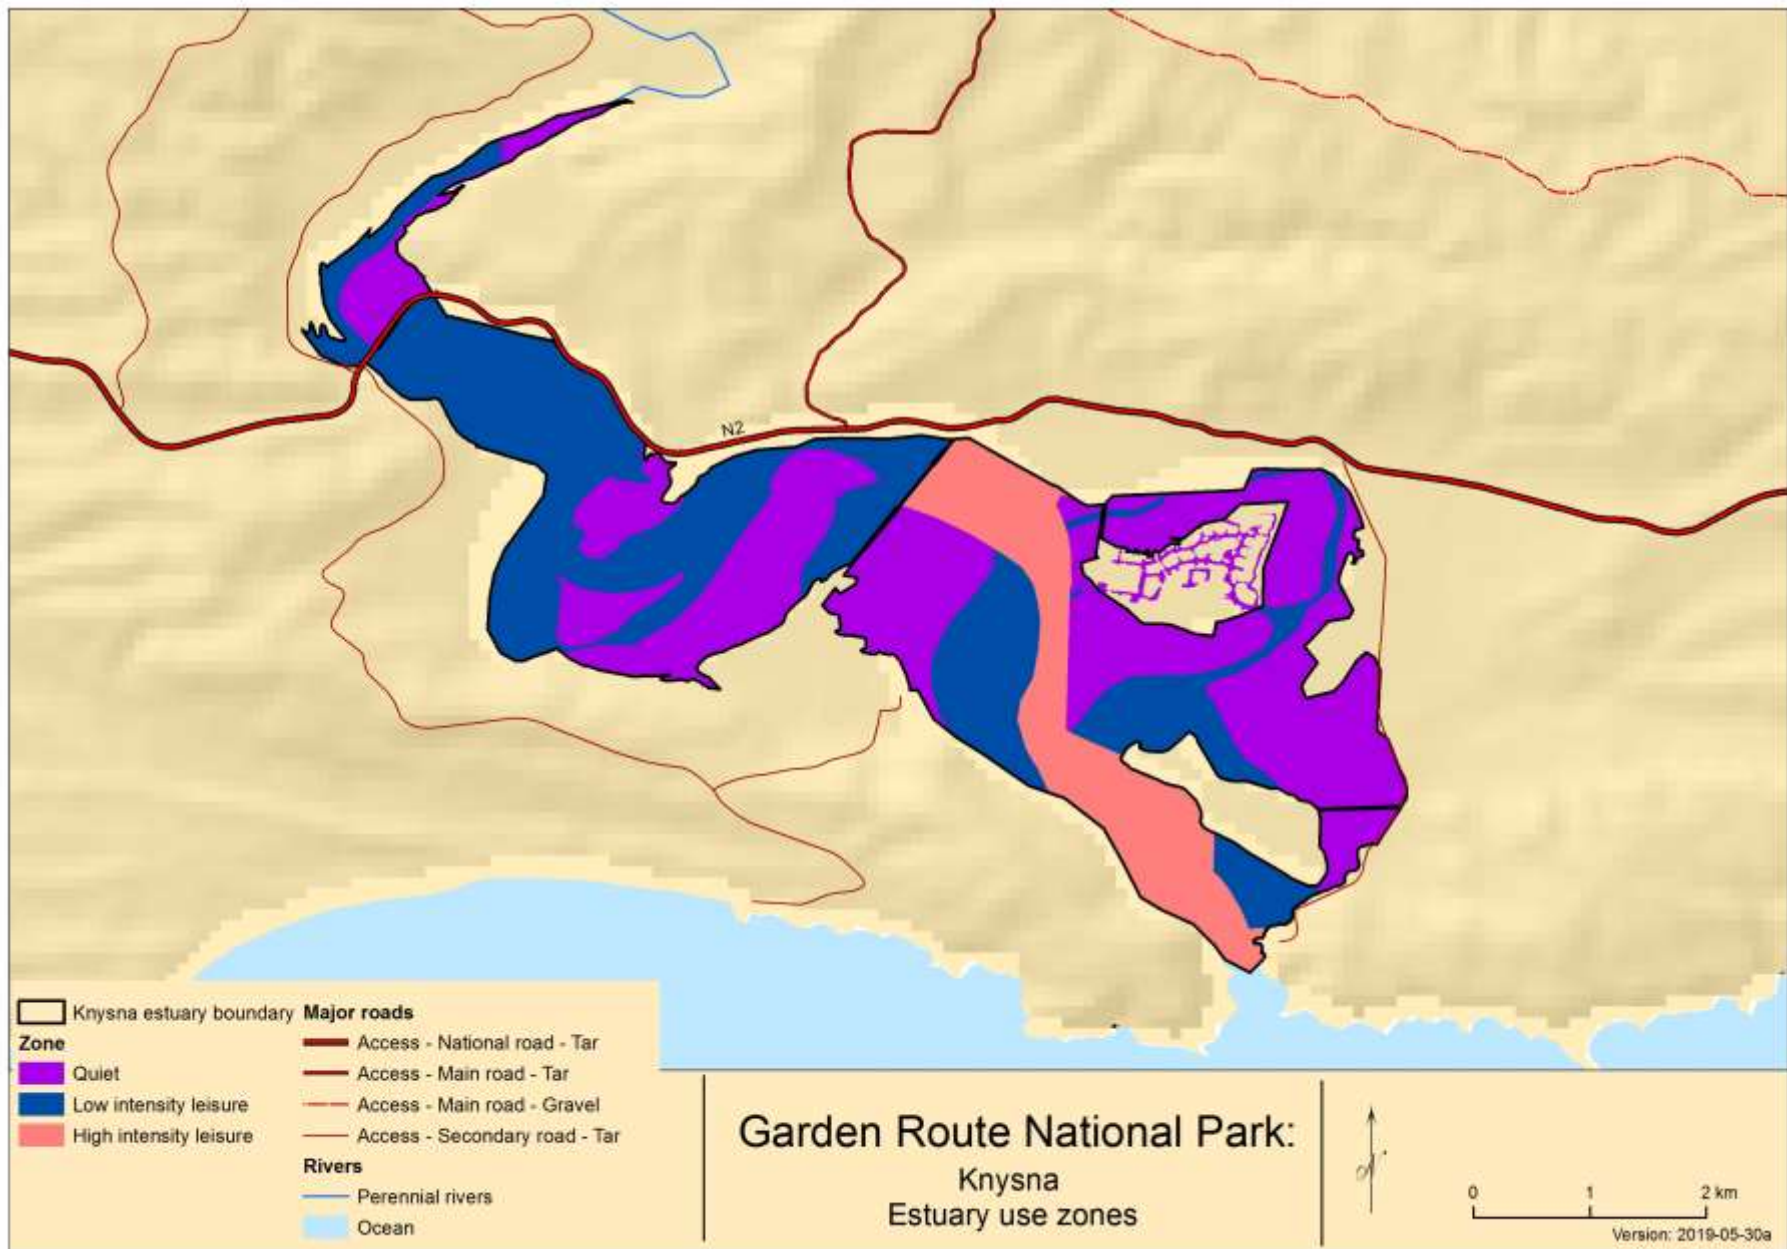 N2
Knysna estuary boundary
Zone
Quiet
Low intensity leisure
High intensity leisure
Major roads
Access - National road - Tar
Access - Main road - Tar
Access - Main road - Gravel
Access - Secondary road - Tar
Rivers
Perennial rivers
Ocean
Garden Route National Park:
Knysna
Estuary use zones
0 1 2 km
Version: 2019-05-30a